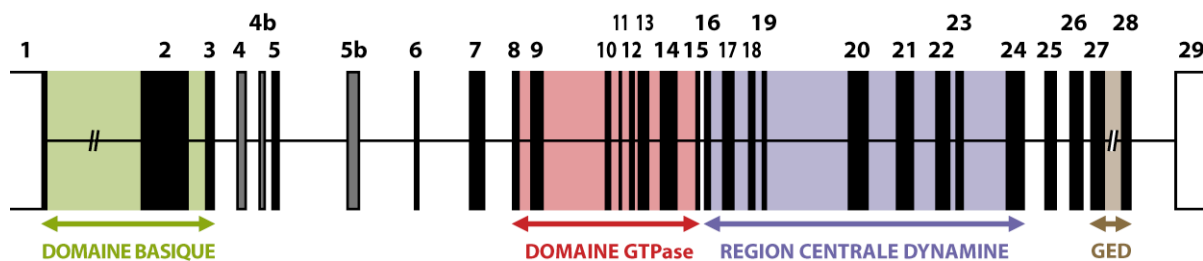 4b 11 13 16 19 23 26 28
1 2 3 4 5 5b 6 7 8 9 10 12 14 15 17 18 20 21 22 24 25 27 29
// //
DOMAINE BASIQUE DOMAINE GTPase REGION CENTRALE DYNAMINE GED